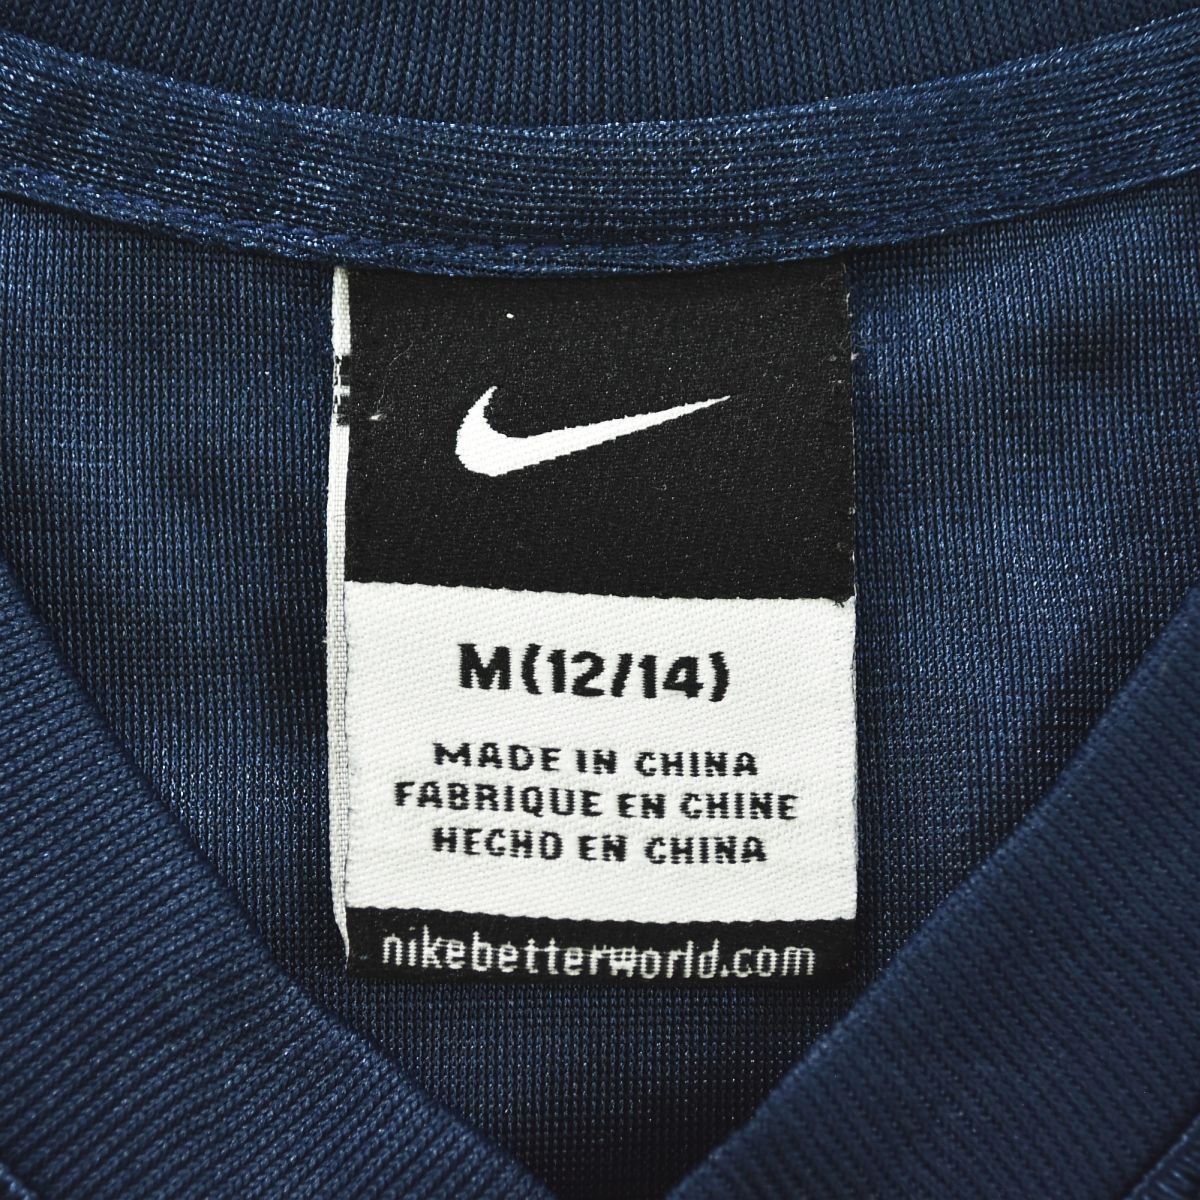 M(12/14)
MADE IN CHINA
FABRIQUE EN CHINE
HECHO EN CHINA
nikebetterworld.com